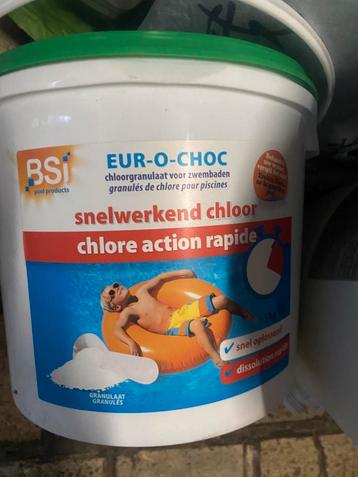 BSi
pool products
EUR-O-CHOC
chloorgranulaat voor zwembaden
granulés de chlore pour piscines
snelwerkend chloor
chlore action rapide
snel oplossend
dissolution rapide
GRANULAAT
GRANULÉS